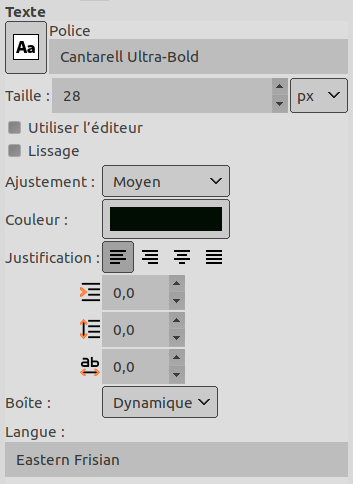 Texte
Police
Aa
Cantarell Ultra-Bold
Taille : 28 px
Utiliser l'éditeur
Lissage
Ajustement : Moyen
Couleur :
Justification :
0,0
0,0
ab 0,0
Boîte : Dynamique
Langue :
Eastern Frisian